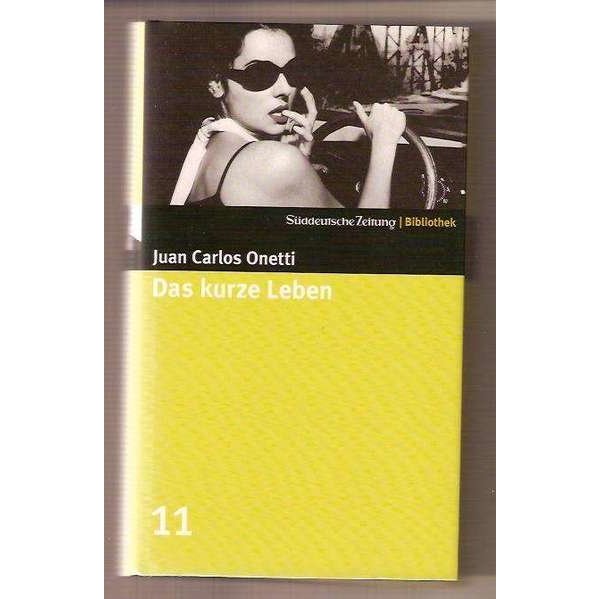 Süddeutsche Zeitung | Bibliothek
Juan Carlos Onetti
Das kurze Leben
11